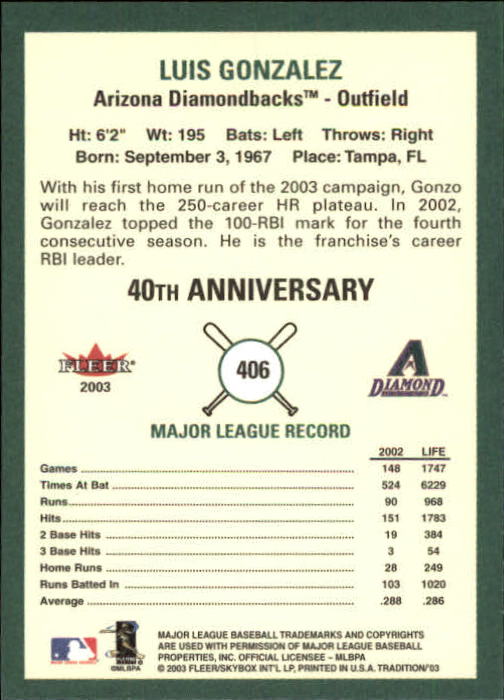 LUIS GONZALEZ
Arizona Diamondbacks™ - Outfield
Ht: 6'2" Wt: 195 Bats: Left Throws: Right
Born: September 3, 1967 Place: Tampa, FL
With his first home run of the 2003 campaign, Gonzo
will reach the 250-career HR plateau. In 2002,
Gonzalez topped the 100-RBI mark for the fourth
consecutive season. He is the franchise's career
RBI leader.
40TH ANNIVERSARY
FLEER®
2003
406
A
DIAMOND
MAJOR LEAGUE RECORD
2002 LIFE
Games 148 1747
Times At Bat 524 6229
Runs 90 968
Hits 151 1783
2 Base Hits 19 384
3 Base Hits 3 54
Home Runs 28 249
Runs Batted In 103 1020
Average .288 .286
©MLBPA
MAJOR LEAGUE BASEBALL TRADEMARKS AND COPYRIGHTS
ARE USED WITH PERMISSION OF MAJOR LEAGUE BASEBALL
PROPERTIES, INC. OFFICIAL LICENSEE - MLBPA
© 2003 FLEER/SKYBOX INT'L LP, PRINTED IN U.S.A. TRADITION/'03